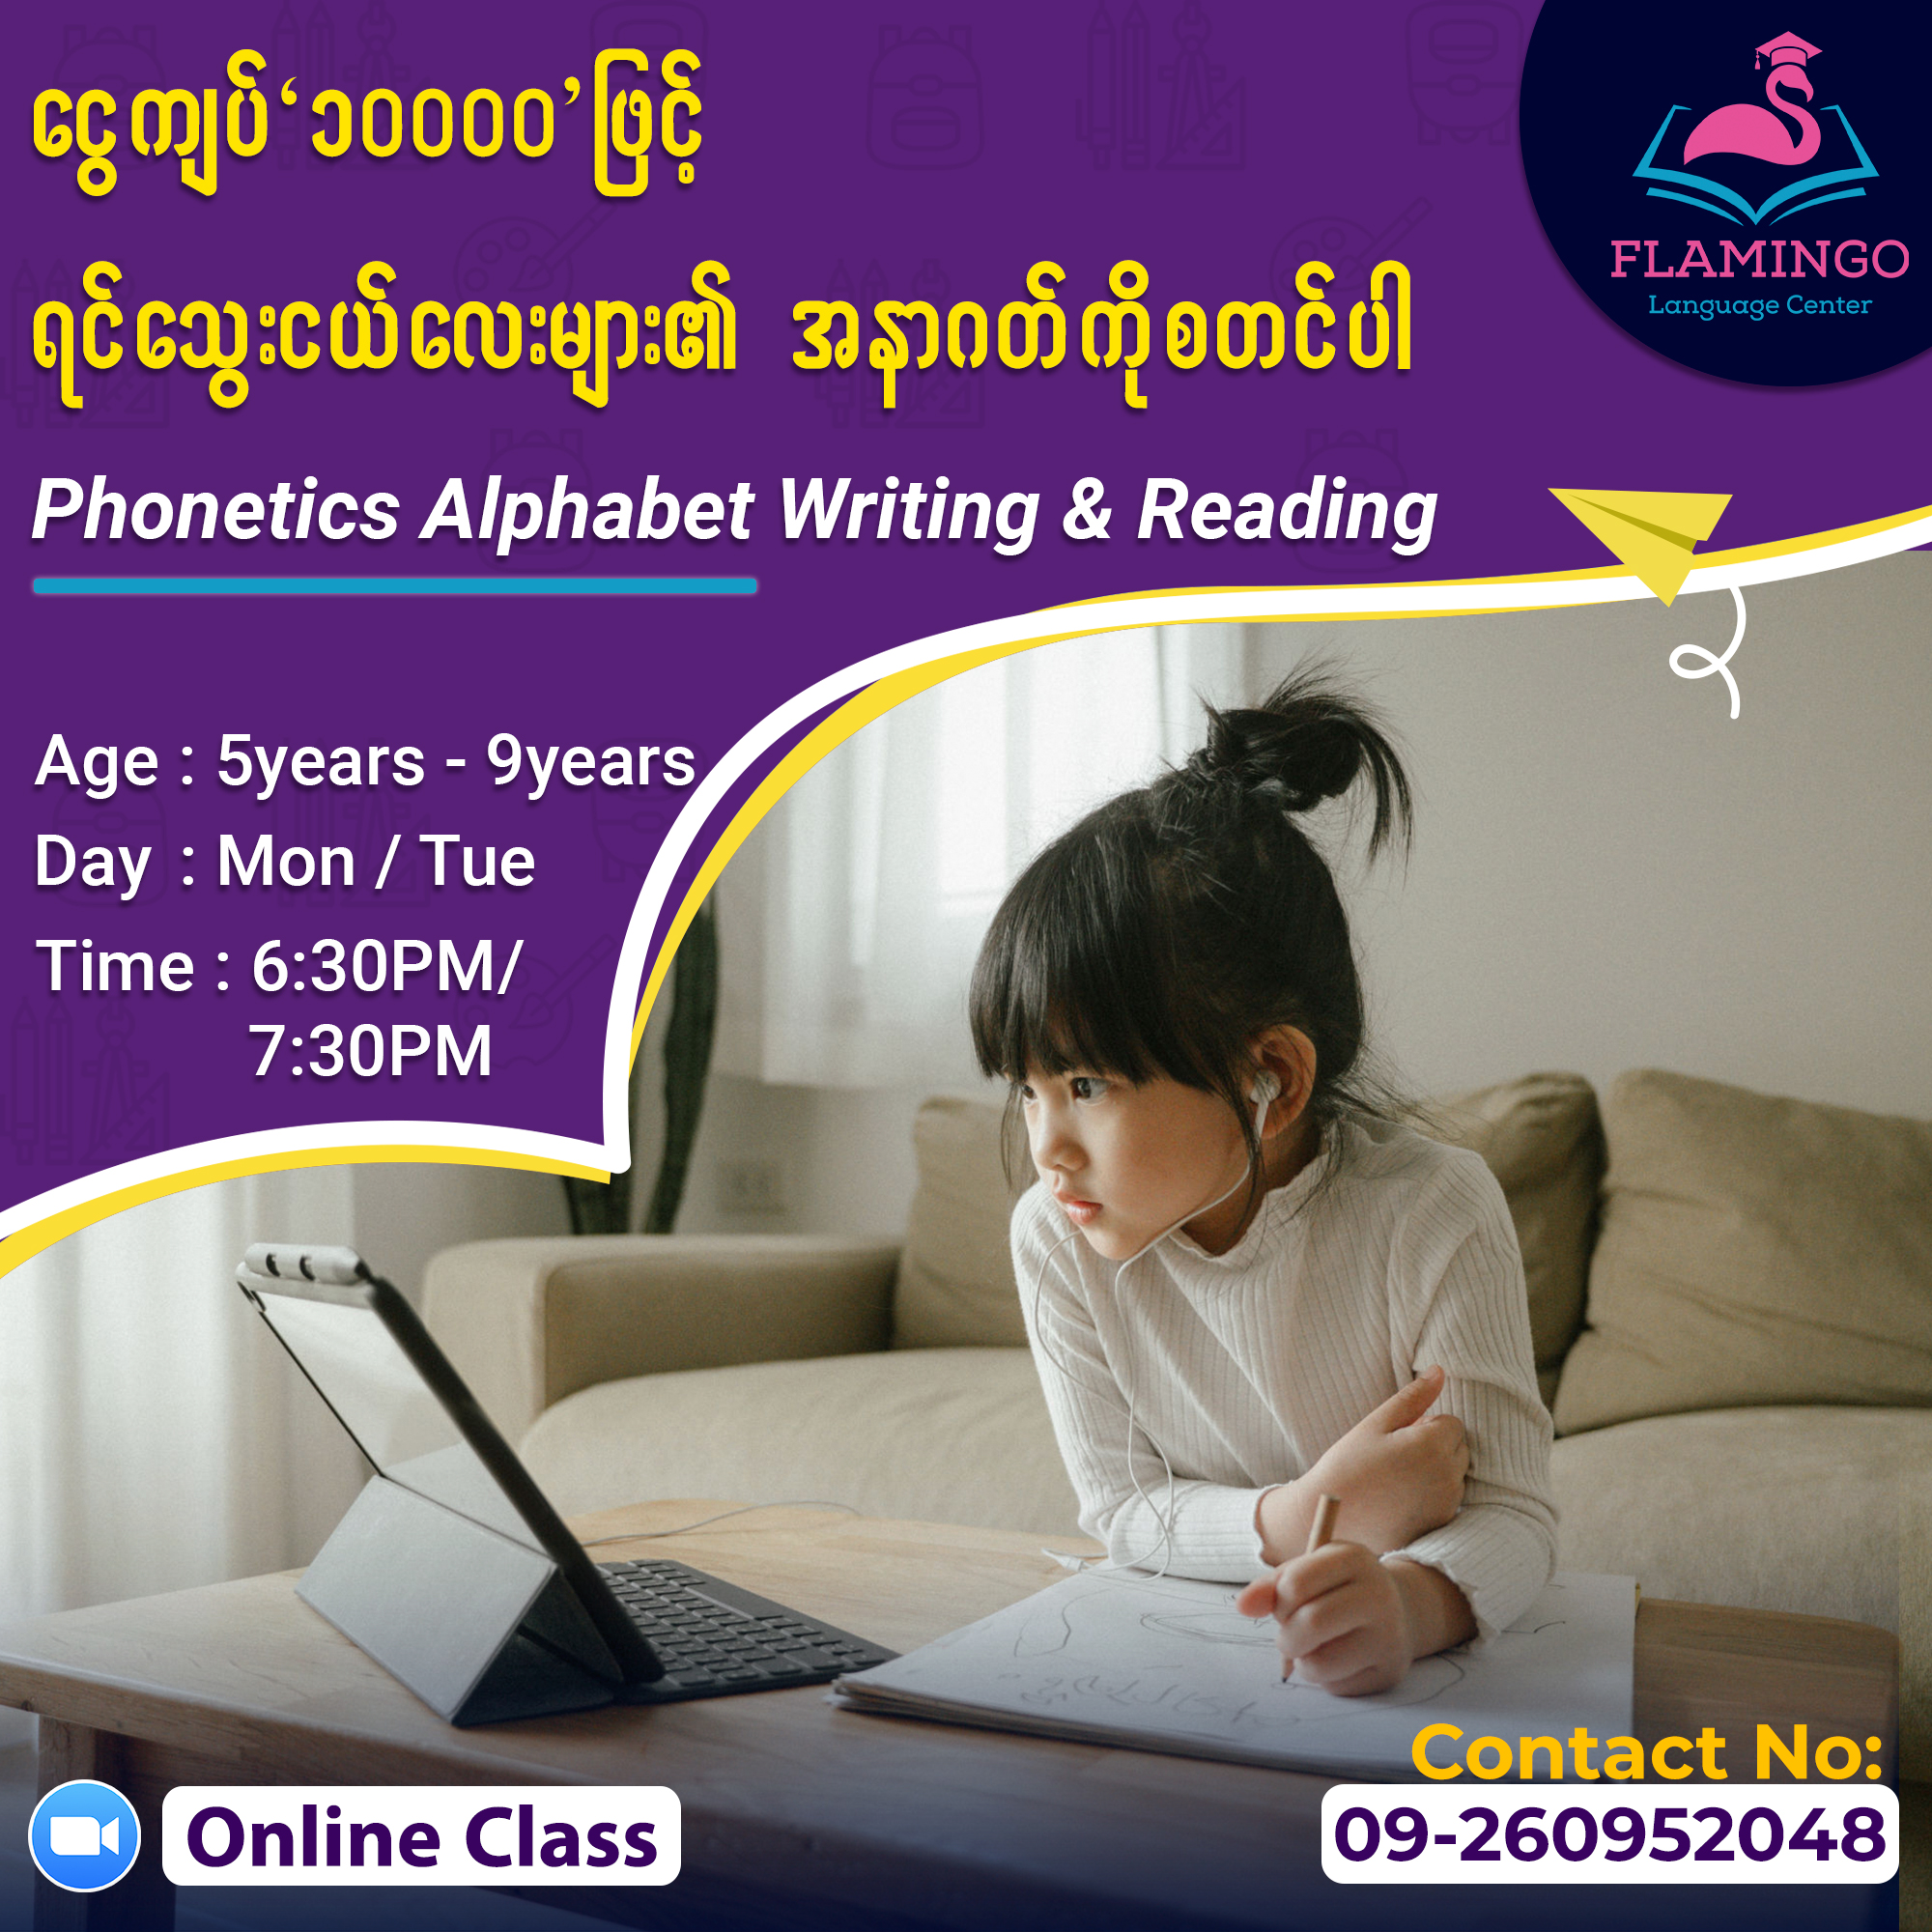 ငွေကျပ်‘၁၀၀၀၀’ဖြင့်
ရင်သွေးငယ်လေးများ၏ အနာဂတ်ကိုစတင်ပါ
FLAMINGO
Language Center
Phonetics Alphabet Writing & Reading
Age : 5years - 9years
Day : Mon / Tue
Time : 6:30PM/
7:30PM
Contact No:
09-260952048
Online Class